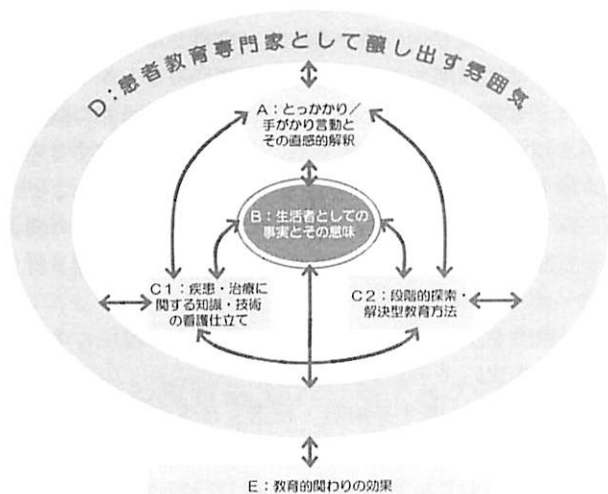 D：患者教育専門家として醸し出す雰囲気
A：とっかかり／
手がかり言動と
その直感的解釈
B：生活者としての
事実とその意味
C1：疾患・治療に
関する知識・技術
の看護仕立て
C2：段階的探索・
解決型教育方法
E：教育的関わりの効果